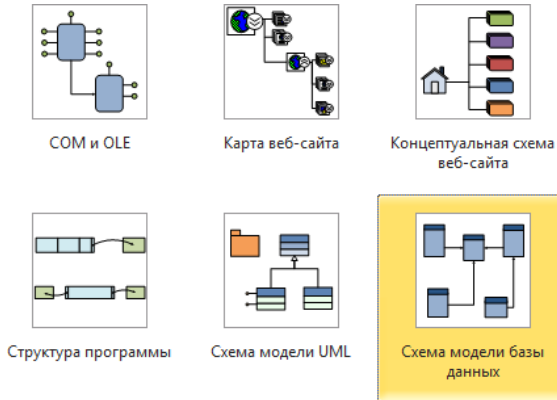 COM и OLE
Карта веб-сайта
Концептуальная схема
веб-сайта
Структура программы
Схема модели UML
Схема модели базы
данных